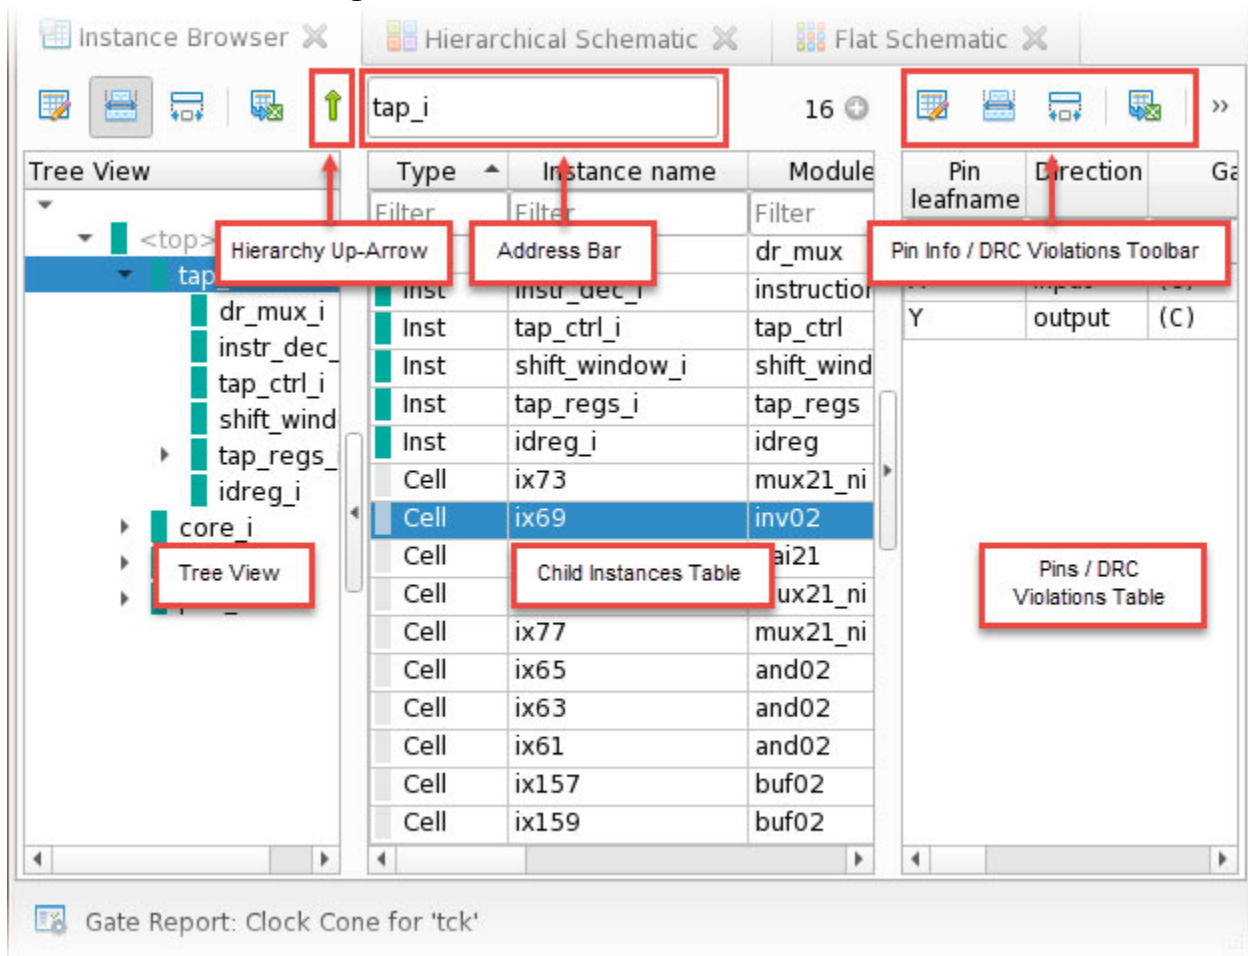 Instance Browser
Hierarchical Schematic
Flat Schematic
tap_i
16
»
Tree View
Type
Instance name
Module
Pin leafname
Direction
Filter
Filter
Filter
<top>
Hierarchy Up-Arrow
Address Bar
Pin Info / DRC Violations Toolbar
dr_mux
tap_
Inst
instr_dec_i
input
dr_mux_i
Inst
tap_ctrl_i
tap_ctrl
Y
output
(C)
instr_dec_
Inst
shift_window_i
shift_wind
tap_ctrl_i
Inst
tap_regs_i
tap_regs
shift_wind
Inst
idreg_i
idreg
tap_regs_
Cell
ix73
mux21_ni
idreg_i
Cell
ix69
inv02
core_i
Cell
Tree View
Child Instances Table
Pins / DRC
Violations Table
Cell
Cell
ix77
mux21_ni
Cell
ix65
and02
Cell
ix63
and02
Cell
ix61
and02
Cell
ix157
buf02
Cell
ix159
buf02
Gate Report: Clock Cone for 'tck'